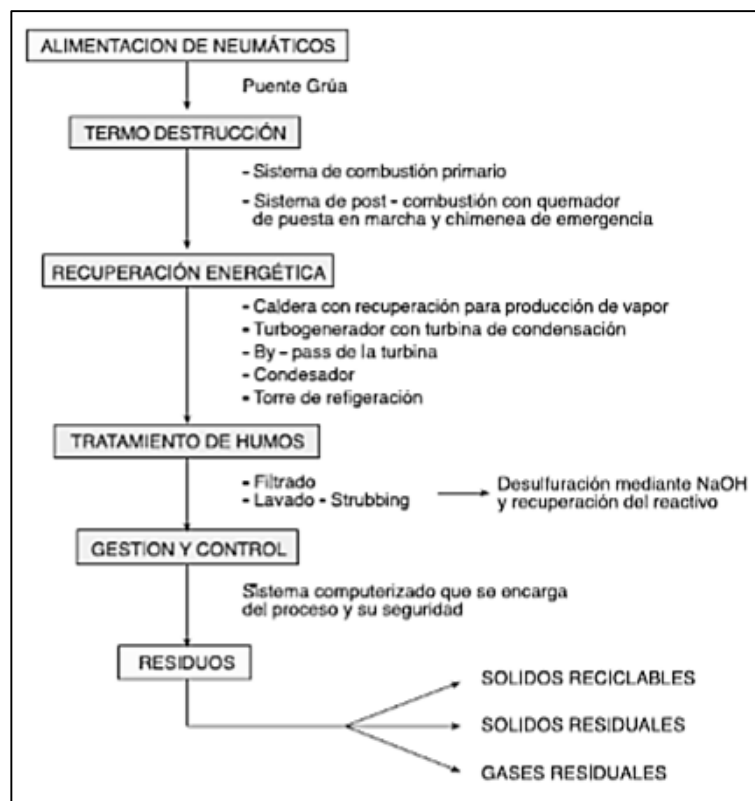 ALIMENTACION DE NEUMÁTICOS
Puente Grúa
TERMO DESTRUCCIÓN
- Sistema de combustión primario
- Sistema de post - combustión con quemador
de puesta en marcha y chimenea de emergencia
RECUPERACIÓN ENERGÉTICA
- Caldera con recuperación para producción de vapor
- Turbogenerador con turbina de condensación
- By - pass de la turbina
- Condesador
- Torre de refigeración
TRATAMIENTO DE HUMOS
- Filtrado
- Lavado - Strubbing
Desulfuración mediante NaOH
y recuperación del reactivo
GESTION Y CONTROL
Sistema computerizado que se encarga
del proceso y su seguridad
RESIDUOS
SOLIDOS RECICLABLES
SOLIDOS RESIDUALES
GASES RESÍDUALES